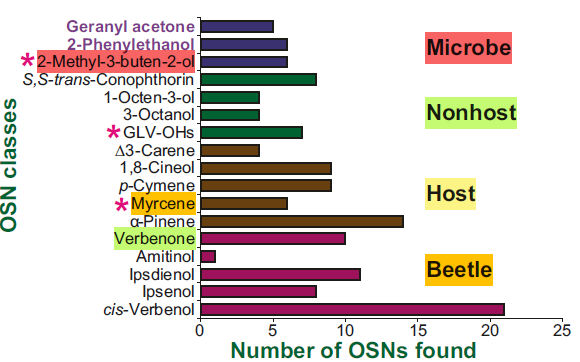 Geranyl acetone
2-Phenylethanol
*2-Methyl-3-buten-2-ol
S,S-trans-Conophthorin
1-Octen-3-ol
3-Octanol
*GLV-OHs
Δ3-Carene
1,8-Cineol
p-Cymene
*Myrcene
α-Pinene
Verbenone
Amitinol
Ipsdienol
Ipsenol
cis-Verbenol
OSN classes
Microbe
Nonhost
Host
Beetle
0 5 10 15 20 25
Number of OSNs found